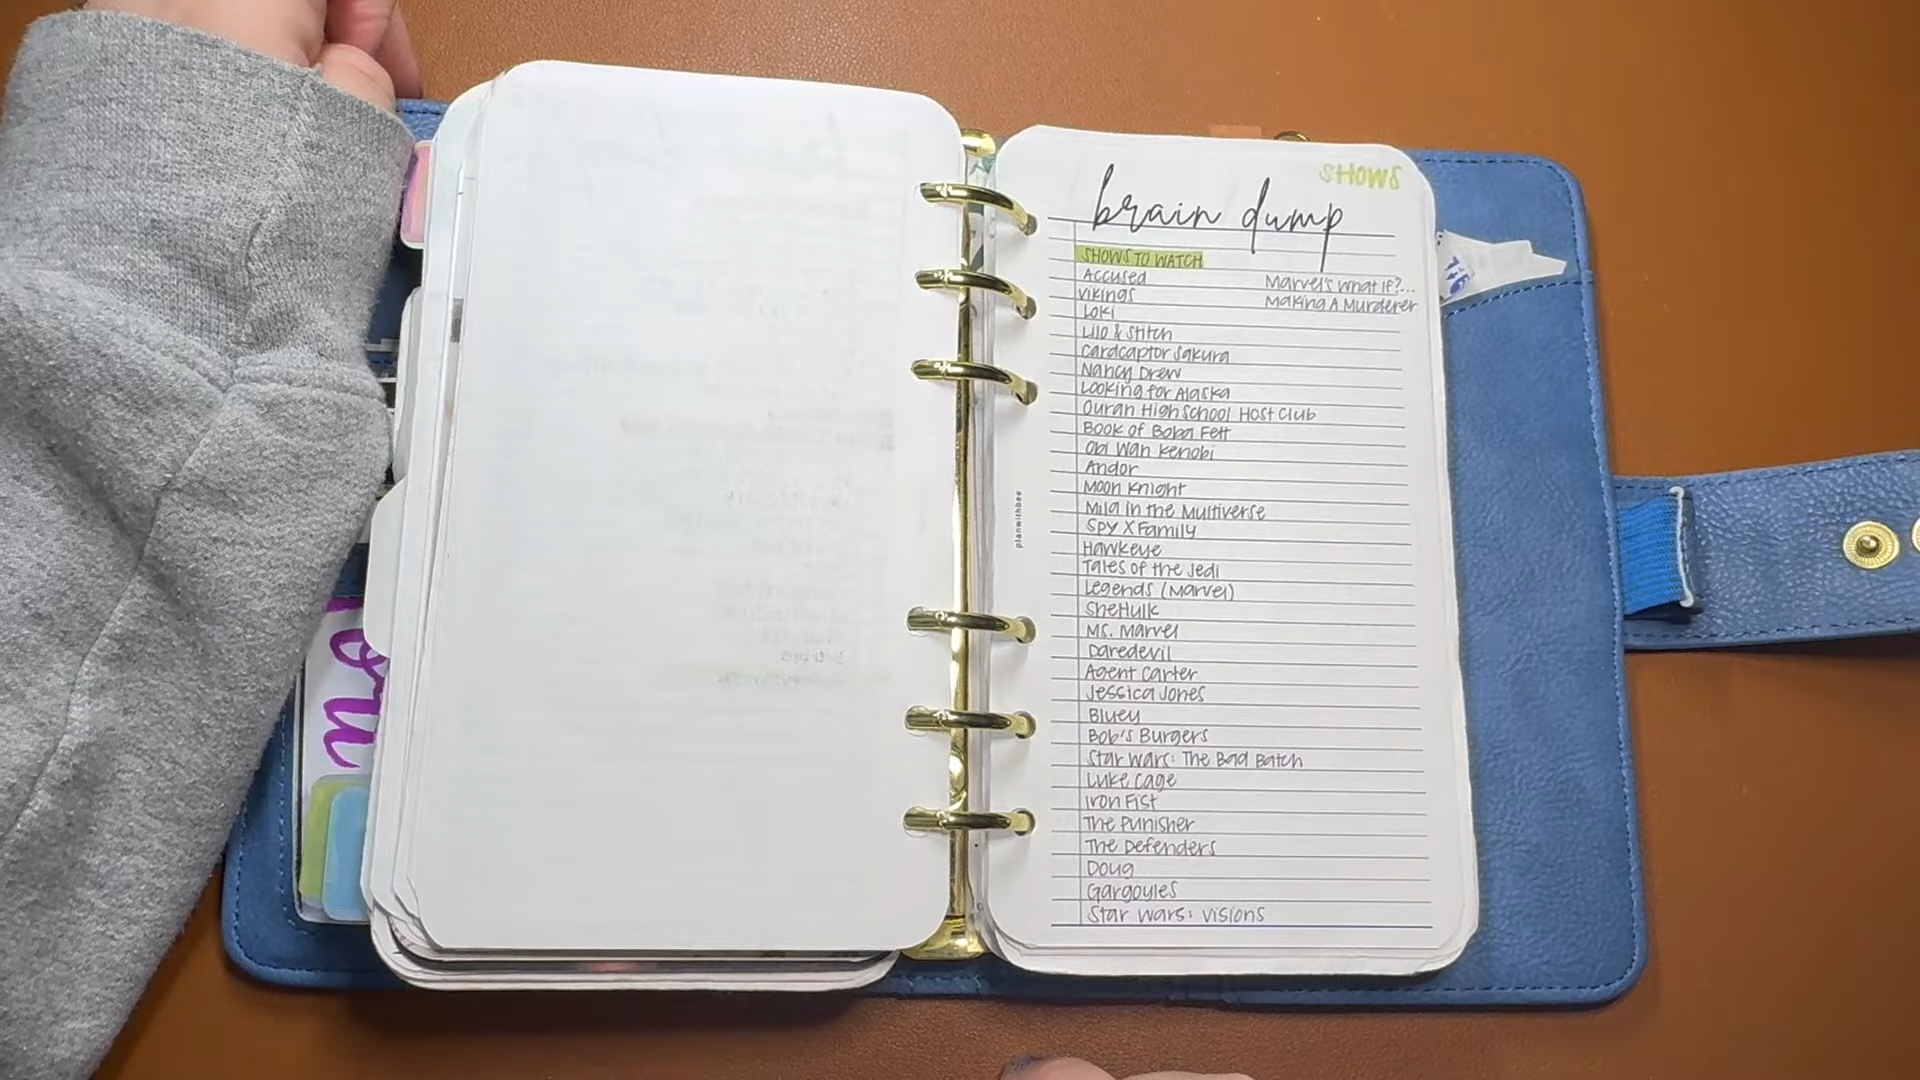 SHOWS
brain dump
SHOWS TO WATCH
Accused
Marvel's What If?...
Vikings
Making A Murderer
Loki
Lilo & Stitch
Cardcaptor Sakura
Nancy Drew
Looking for Alaska
Ouran High School Host Club
Book of Boba Fett
Obi Wan Kenobi
Andor
Moon Knight
Mila in the Multiverse
Spy X Family
Hawkeye
Tales of the Jedi
Legends (Marvel)
SheHulk
Ms. Marvel
Daredevil
Agent Carter
Jessica Jones
Bluey
Bob's Burgers
Star Wars: The Bad Batch
Luke Cage
Iron Fist
The Punisher
The Defenders
Doug
Gargoyles
Star Wars: Visions
planwithbee